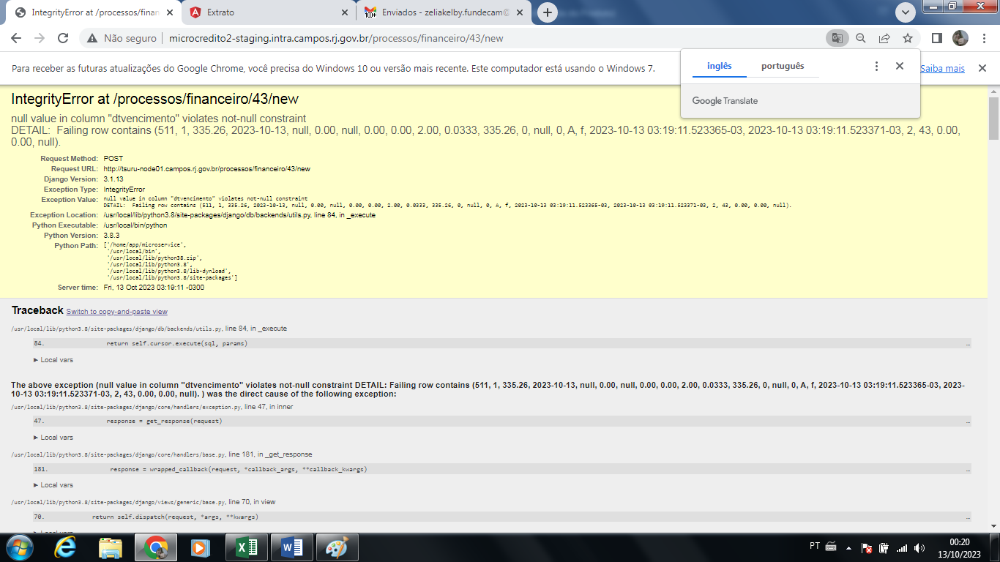 IntegrityError at /processos/finan
Extrato
Enviados - zeliakelby.fundecam@
Não seguro
microcredito2-staging.intra.campos.rj.gov.br/processos/financeiro/43/new
Para receber as futuras atualizações do Google Chrome, você precisa do Windows 10 ou versão mais recente. Este computador está usando o Windows 7.
Saiba mais
inglês português
Google Translate
IntegrityError at /processos/financeiro/43/new
null value in column "dtvencimento" violates not-null constraint
DETAIL: Failing row contains (511, 1, 335.26, 2023-10-13, null, 0.00, null, 0.00, 0.00, 2.00, 0.0333, 335.26, 0, null, 0, A, f, 2023-10-13 03:19:11.523365-03, 2023-10-13 03:19:11.523371-03, 2, 43, 0.00,
0.00, null).
Request Method: POST
Request URL: http://tsuru-node01.campos.rj.gov.br/processos/financeiro/43/new
Django Version: 3.1.13
Exception Type: IntegrityError
Exception Value: null value in column "dtvencimento" violates not-null constraint
DETAIL: Failing row contains (511, 1, 335.26, 2023-10-13, null, 0.00, null, 0.00, 0.00, 2.00, 0.0333, 335.26, 0, null, 0, A, f, 2023-10-13 03:19:11.523365-03, 2023-10-13 03:19:11.523371-03, 2, 43, 0.00, 0.00, null).
Exception Location: /usr/local/lib/python3.8/site-packages/django/db/backends/utils.py, line 84, in _execute
Python Executable: /usr/local/bin/python
Python Version: 3.8.3
Python Path: ['/home/app/microservice',
'/usr/local/bin',
'/usr/local/lib/python38.zip',
'/usr/local/lib/python3.8',
'/usr/local/lib/python3.8/lib-dynload',
'/usr/local/lib/python3.8/site-packages']
Server time: Fri, 13 Oct 2023 03:19:11 -0300
Traceback Switch to copy-and-paste view
/usr/local/lib/python3.8/site-packages/django/db/backends/utils.py, line 84, in _execute
84. return self.cursor.execute(sql, params) …
▶ Local vars
The above exception (null value in column "dtvencimento" violates not-null constraint DETAIL: Failing row contains (511, 1, 335.26, 2023-10-13, null, 0.00, null, 0.00, 0.00, 2.00, 0.0333, 335.26, 0, null, 0, A, f, 2023-10-13 03:19:11.523365-03, 2023-
10-13 03:19:11.523371-03, 2, 43, 0.00, 0.00, null). ) was the direct cause of the following exception:
/usr/local/lib/python3.8/site-packages/django/core/handlers/exception.py, line 47, in inner
47. response = get_response(request) …
▶ Local vars
/usr/local/lib/python3.8/site-packages/django/core/handlers/base.py, line 181, in _get_response
181. response = wrapped_callback(request, *callback_args, **callback_kwargs) …
▶ Local vars
/usr/local/lib/python3.8/site-packages/django/views/generic/base.py, line 70, in view
70. return self.dispatch(request, *args, **kwargs) …
PT
00:20
13/10/2023